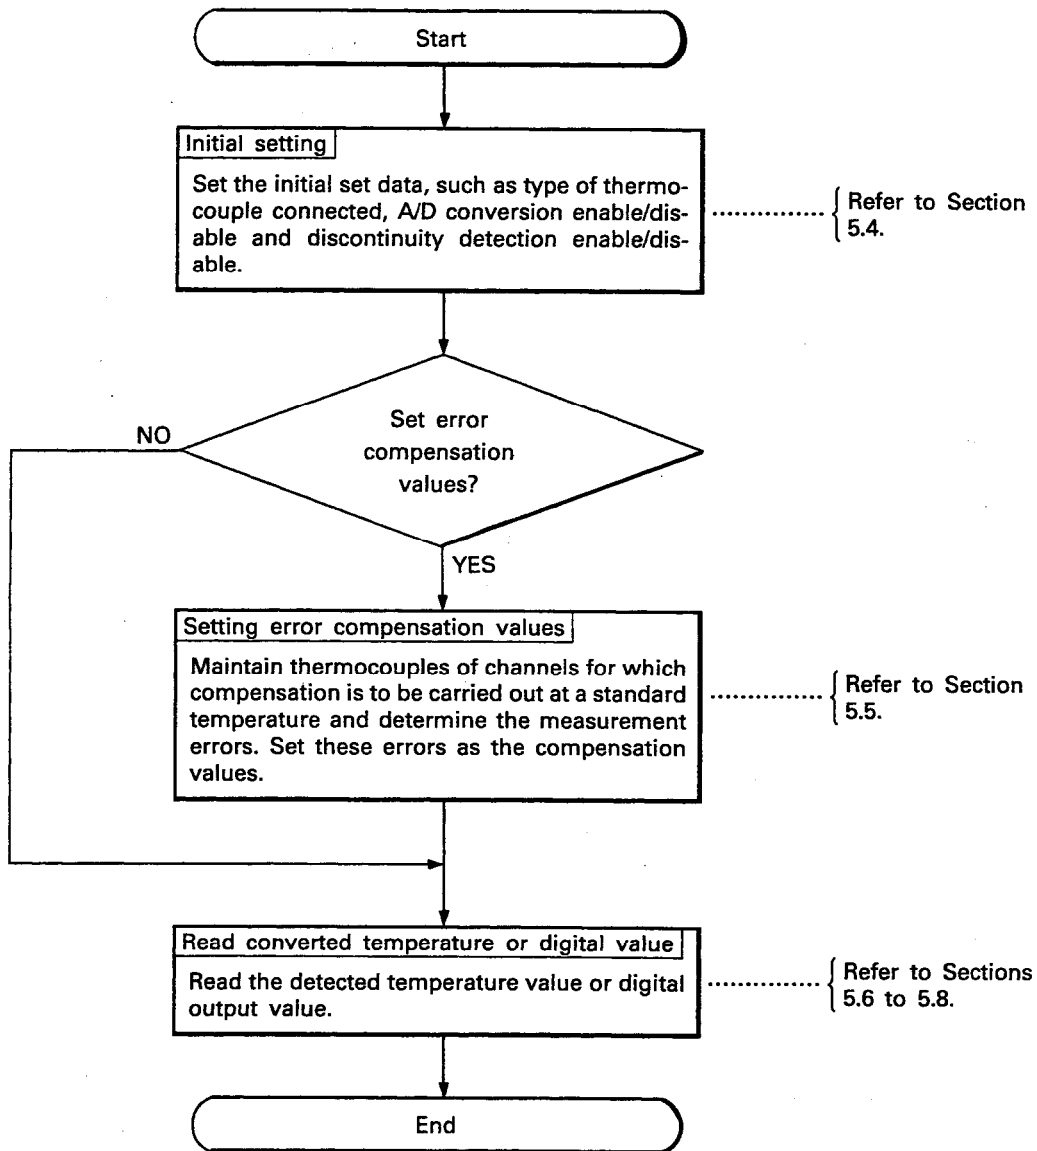 Start
Initial setting
Set the initial set data, such as type of thermo-
couple connected, A/D conversion enable/dis-
able and discontinuity detection enable/dis-
able.
Refer to Section
5.4.
Set error
compensation
values?
NO
YES
Setting error compensation values
Maintain thermocouples of channels for which
compensation is to be carried out at a standard
temperature and determine the measurement
errors. Set these errors as the compensation
values.
Refer to Section
5.5.
Read converted temperature or digital value
Read the detected temperature value or digital
output value.
Refer to Sections
5.6 to 5.8.
End